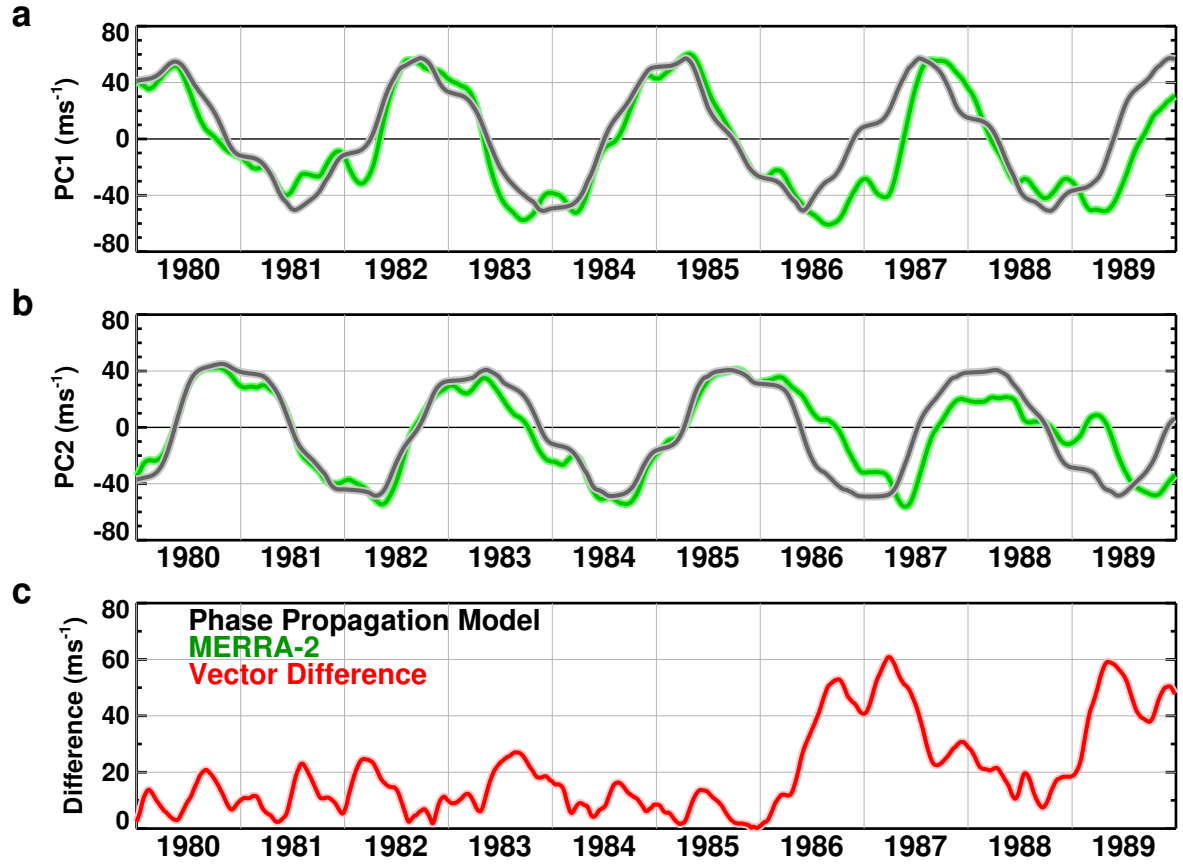 a
80
40
0
-40
-80
PC1 (ms-1)
1980 1981 1982 1983 1984 1985 1986 1987 1988 1989
b
80
40
0
-40
-80
PC2 (ms-1)
1980 1981 1982 1983 1984 1985 1986 1987 1988 1989
c
80
60
40
20
0
Difference (ms-1)
Phase Propagation Model
MERRA-2
Vector Difference
1980 1981 1982 1983 1984 1985 1986 1987 1988 1989